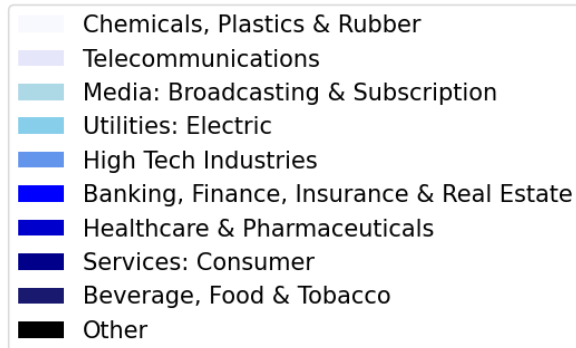 Chemicals, Plastics & Rubber
Telecommunications
Media: Broadcasting & Subscription
Utilities: Electric
High Tech Industries
Banking, Finance, Insurance & Real Estate
Healthcare & Pharmaceuticals
Services: Consumer
Beverage, Food & Tobacco
Other